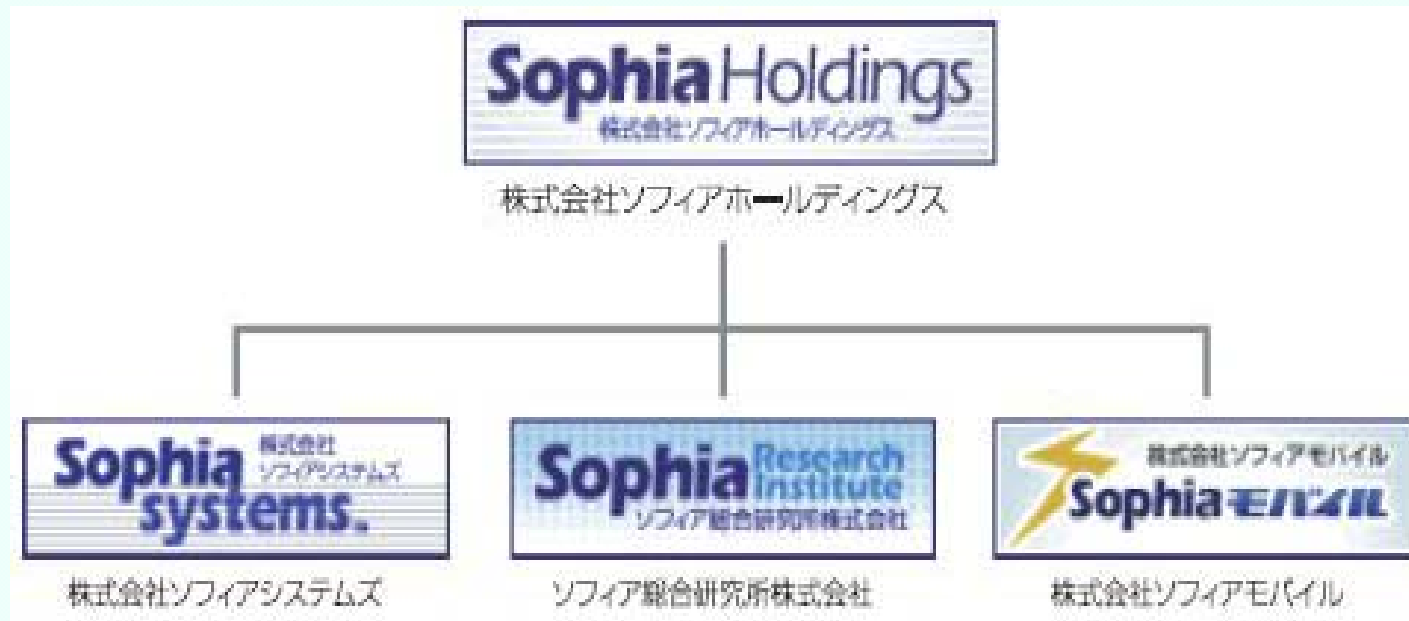 Sophia Holdings
株式会社ソフィアホールディングス
株式会社ソフィアホールディングス
Sophia systems.
株式会社
ソフィアシステムズ
株式会社ソフィアシステムズ
Sophia Research Institute
ソフィア総合研究所株式会社
ソフィア総合研究所株式会社
株式会社ソフィアモバイル
Sophiaモバイル
株式会社ソフィアモバイル